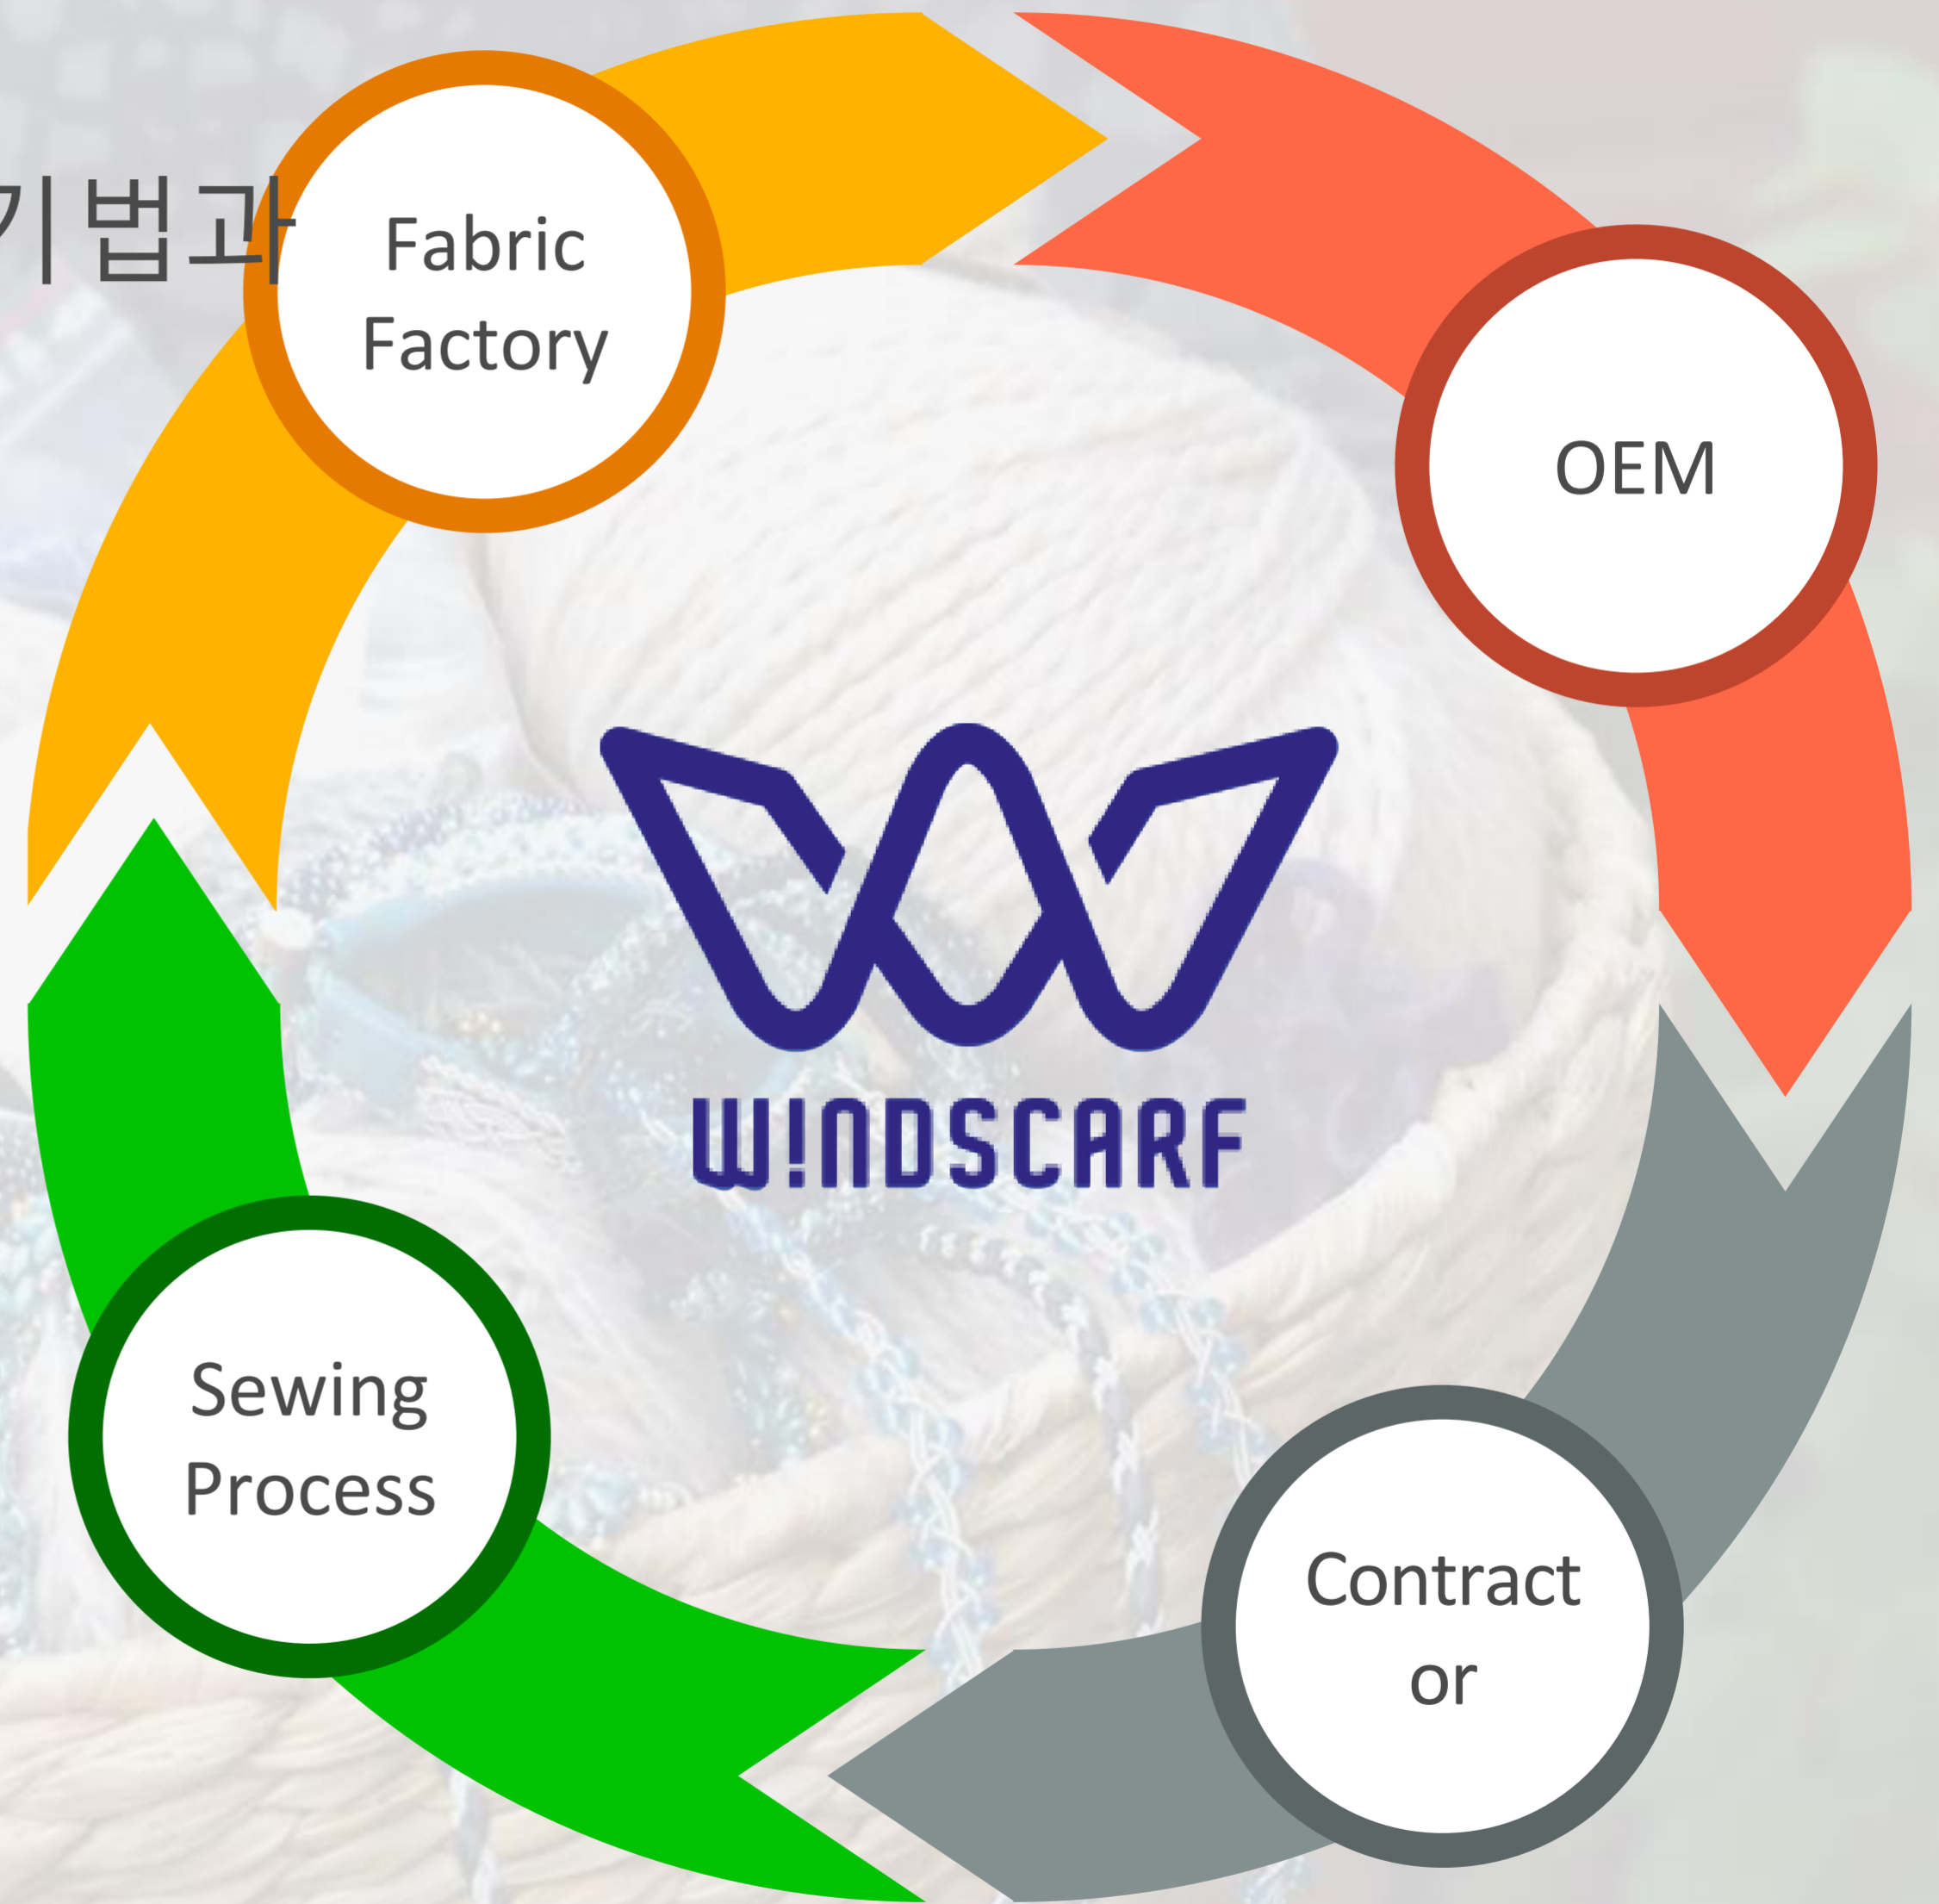 기법과
Fabric
Factory
OEM
W!NDSCARF
Sewing
Process
Contract
or